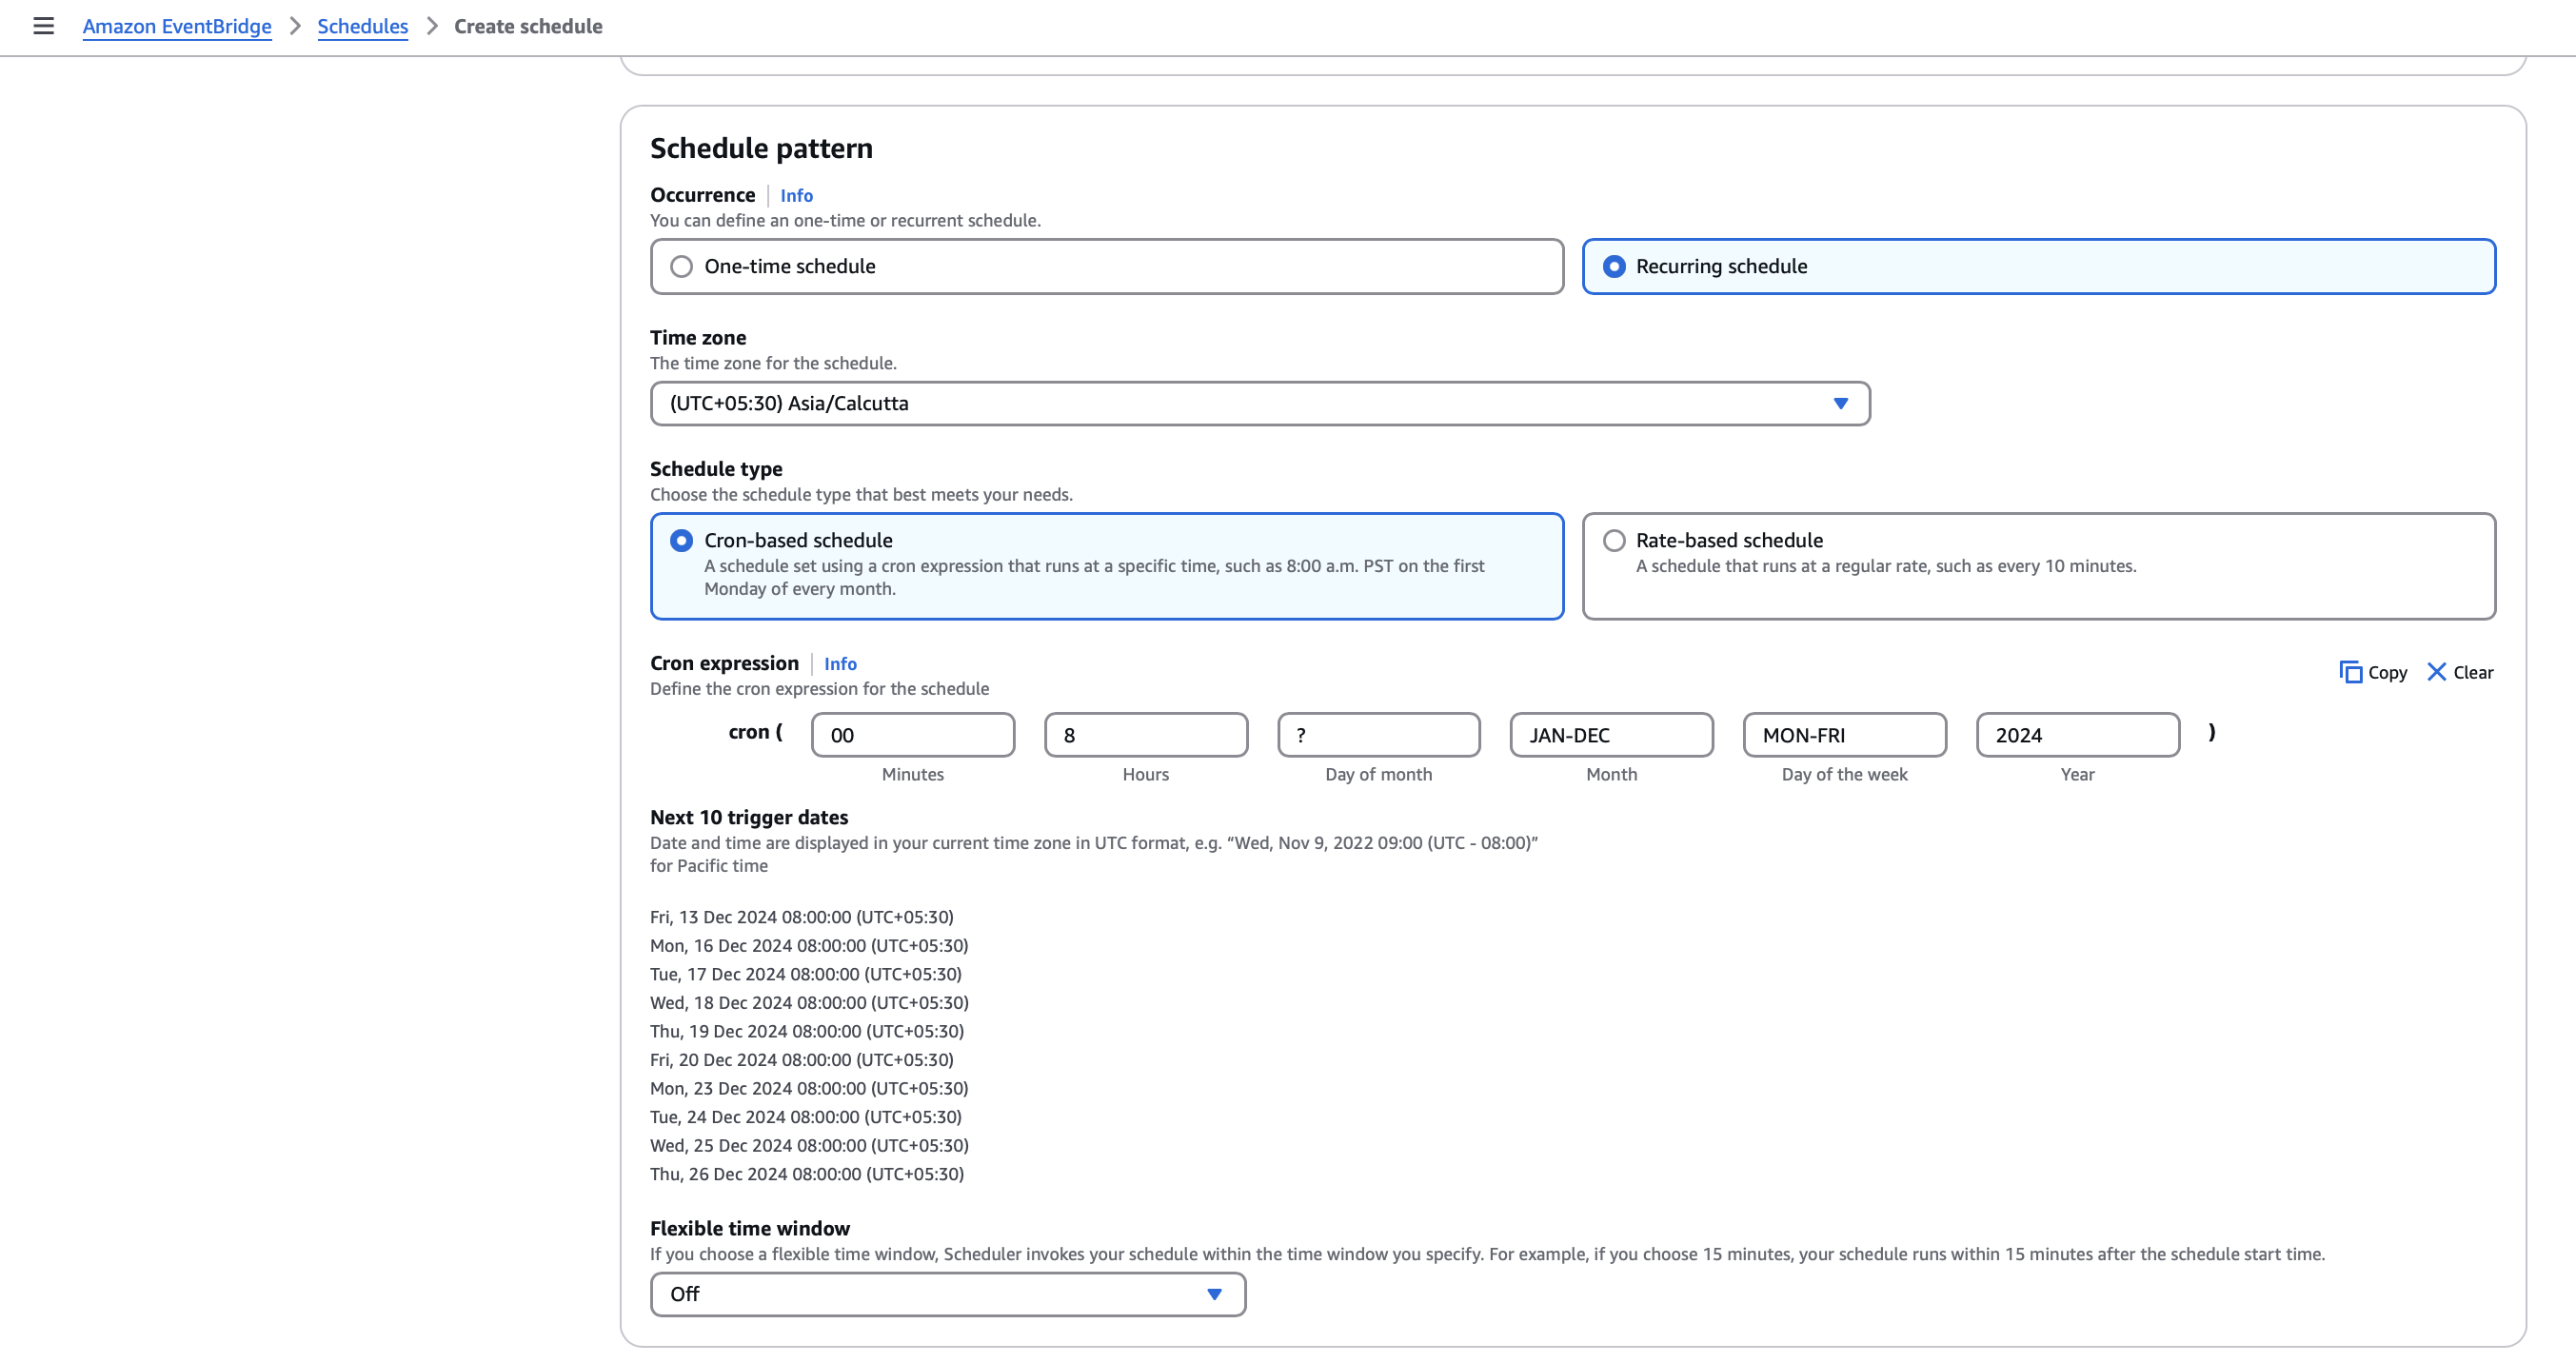 Amazon EventBridge > Schedules > Create schedule
Schedule pattern
Occurrence | Info
You can define an one-time or recurrent schedule.
One-time schedule
Recurring schedule
Time zone
The time zone for the schedule.
(UTC+05:30) Asia/Calcutta
Schedule type
Choose the schedule type that best meets your needs.
Cron-based schedule
A schedule set using a cron expression that runs at a specific time, such as 8:00 a.m. PST on the first
Monday of every month.
Rate-based schedule
A schedule that runs at a regular rate, such as every 10 minutes.
Cron expression | Info
Define the cron expression for the schedule
Copy Clear
cron ( 00 8 ? JAN-DEC MON-FRI 2024 )
Minutes Hours Day of month Month Day of the week Year
Next 10 trigger dates
Date and time are displayed in your current time zone in UTC format, e.g. “Wed, Nov 9, 2022 09:00 (UTC - 08:00)”
for Pacific time
Fri, 13 Dec 2024 08:00:00 (UTC+05:30)
Mon, 16 Dec 2024 08:00:00 (UTC+05:30)
Tue, 17 Dec 2024 08:00:00 (UTC+05:30)
Wed, 18 Dec 2024 08:00:00 (UTC+05:30)
Thu, 19 Dec 2024 08:00:00 (UTC+05:30)
Fri, 20 Dec 2024 08:00:00 (UTC+05:30)
Mon, 23 Dec 2024 08:00:00 (UTC+05:30)
Tue, 24 Dec 2024 08:00:00 (UTC+05:30)
Wed, 25 Dec 2024 08:00:00 (UTC+05:30)
Thu, 26 Dec 2024 08:00:00 (UTC+05:30)
Flexible time window
If you choose a flexible time window, Scheduler invokes your schedule within the time window you specify. For example, if you choose 15 minutes, your schedule runs within 15 minutes after the schedule start time.
Off